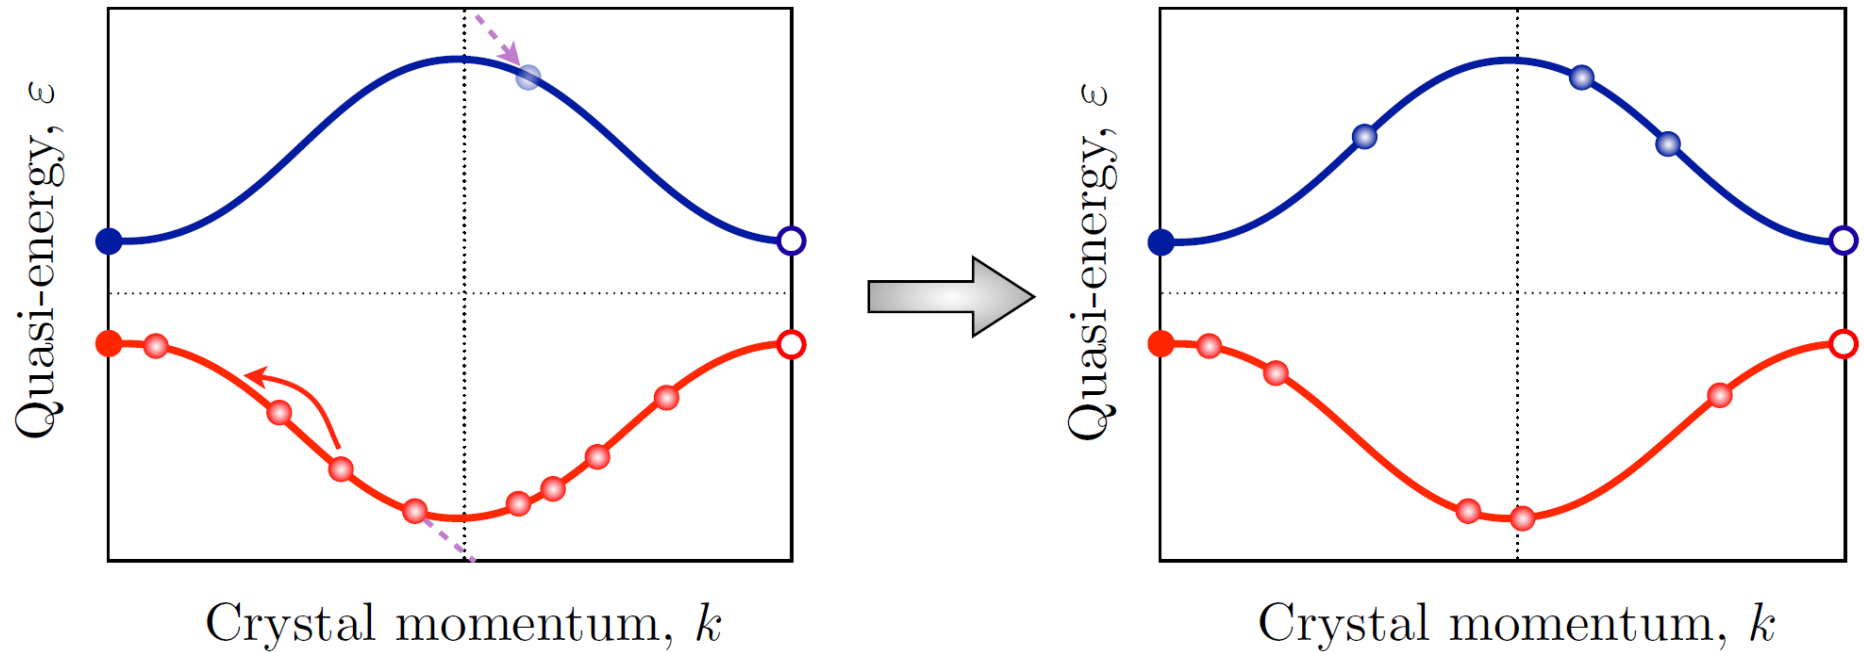 Quasi-energy, ε
Crystal momentum, k
Quasi-energy, ε
Crystal momentum, k